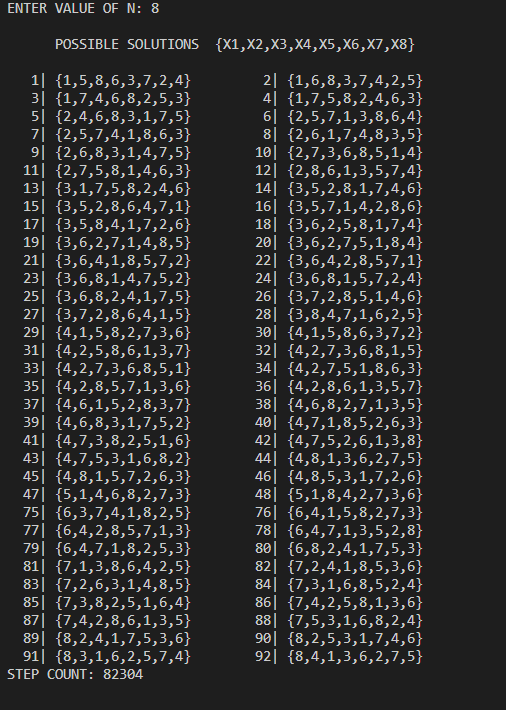 ENTER VALUE OF N: 8
POSSIBLE SOLUTIONS {X1,X2,X3,X4,X5,X6,X7,X8}
1| {1,5,8,6,3,7,2,4} 2| {1,6,8,3,7,4,2,5}
3| {1,7,4,6,8,2,5,3} 4| {1,7,5,8,2,4,6,3}
5| {2,4,6,8,3,1,7,5} 6| {2,5,7,1,3,8,6,4}
7| {2,5,7,4,1,8,6,3} 8| {2,6,1,7,4,8,3,5}
9| {2,6,8,3,1,4,7,5} 10| {2,7,3,6,8,5,1,4}
11| {2,7,5,8,1,4,6,3} 12| {2,8,6,1,3,5,7,4}
13| {3,1,7,5,8,2,4,6} 14| {3,5,2,8,1,7,4,6}
15| {3,5,2,8,6,4,7,1} 16| {3,5,7,1,4,2,8,6}
17| {3,5,8,4,1,7,2,6} 18| {3,6,2,5,8,1,7,4}
19| {3,6,2,7,1,4,8,5} 20| {3,6,2,7,5,1,8,4}
21| {3,6,4,1,8,5,7,2} 22| {3,6,4,2,8,5,7,1}
23| {3,6,8,1,4,7,5,2} 24| {3,6,8,1,5,7,2,4}
25| {3,6,8,2,4,1,7,5} 26| {3,7,2,8,5,1,4,6}
27| {3,7,2,8,6,4,1,5} 28| {3,8,4,7,1,6,2,5}
29| {4,1,5,8,2,7,3,6} 30| {4,1,5,8,6,3,7,2}
31| {4,2,5,8,6,1,3,7} 32| {4,2,7,3,6,8,1,5}
33| {4,2,7,3,6,8,5,1} 34| {4,2,7,5,1,8,6,3}
35| {4,2,8,5,7,1,3,6} 36| {4,2,8,6,1,3,5,7}
37| {4,6,1,5,2,8,3,7} 38| {4,6,8,2,7,1,3,5}
39| {4,6,8,3,1,7,5,2} 40| {4,7,1,8,5,2,6,3}
41| {4,7,3,8,2,5,1,6} 42| {4,7,5,2,6,1,3,8}
43| {4,7,5,3,1,6,8,2} 44| {4,8,1,3,6,2,7,5}
45| {4,8,1,5,7,2,6,3} 46| {4,8,5,3,1,7,2,6}
47| {5,1,4,6,8,2,7,3} 48| {5,1,8,4,2,7,3,6}
75| {6,3,7,4,1,8,2,5} 76| {6,4,1,5,8,2,7,3}
77| {6,4,2,8,5,7,1,3} 78| {6,4,7,1,3,5,2,8}
79| {6,4,7,1,8,2,5,3} 80| {6,8,2,4,1,7,5,3}
81| {7,1,3,8,6,4,2,5} 82| {7,2,4,1,8,5,3,6}
83| {7,2,6,3,1,4,8,5} 84| {7,3,1,6,8,5,2,4}
85| {7,3,8,2,5,1,6,4} 86| {7,4,2,5,8,1,3,6}
87| {7,4,2,8,6,1,3,5} 88| {7,5,3,1,6,8,2,4}
89| {8,2,4,1,7,5,3,6} 90| {8,2,5,3,1,7,4,6}
91| {8,3,1,6,2,5,7,4} 92| {8,4,1,3,6,2,7,5}
STEP COUNT: 82304